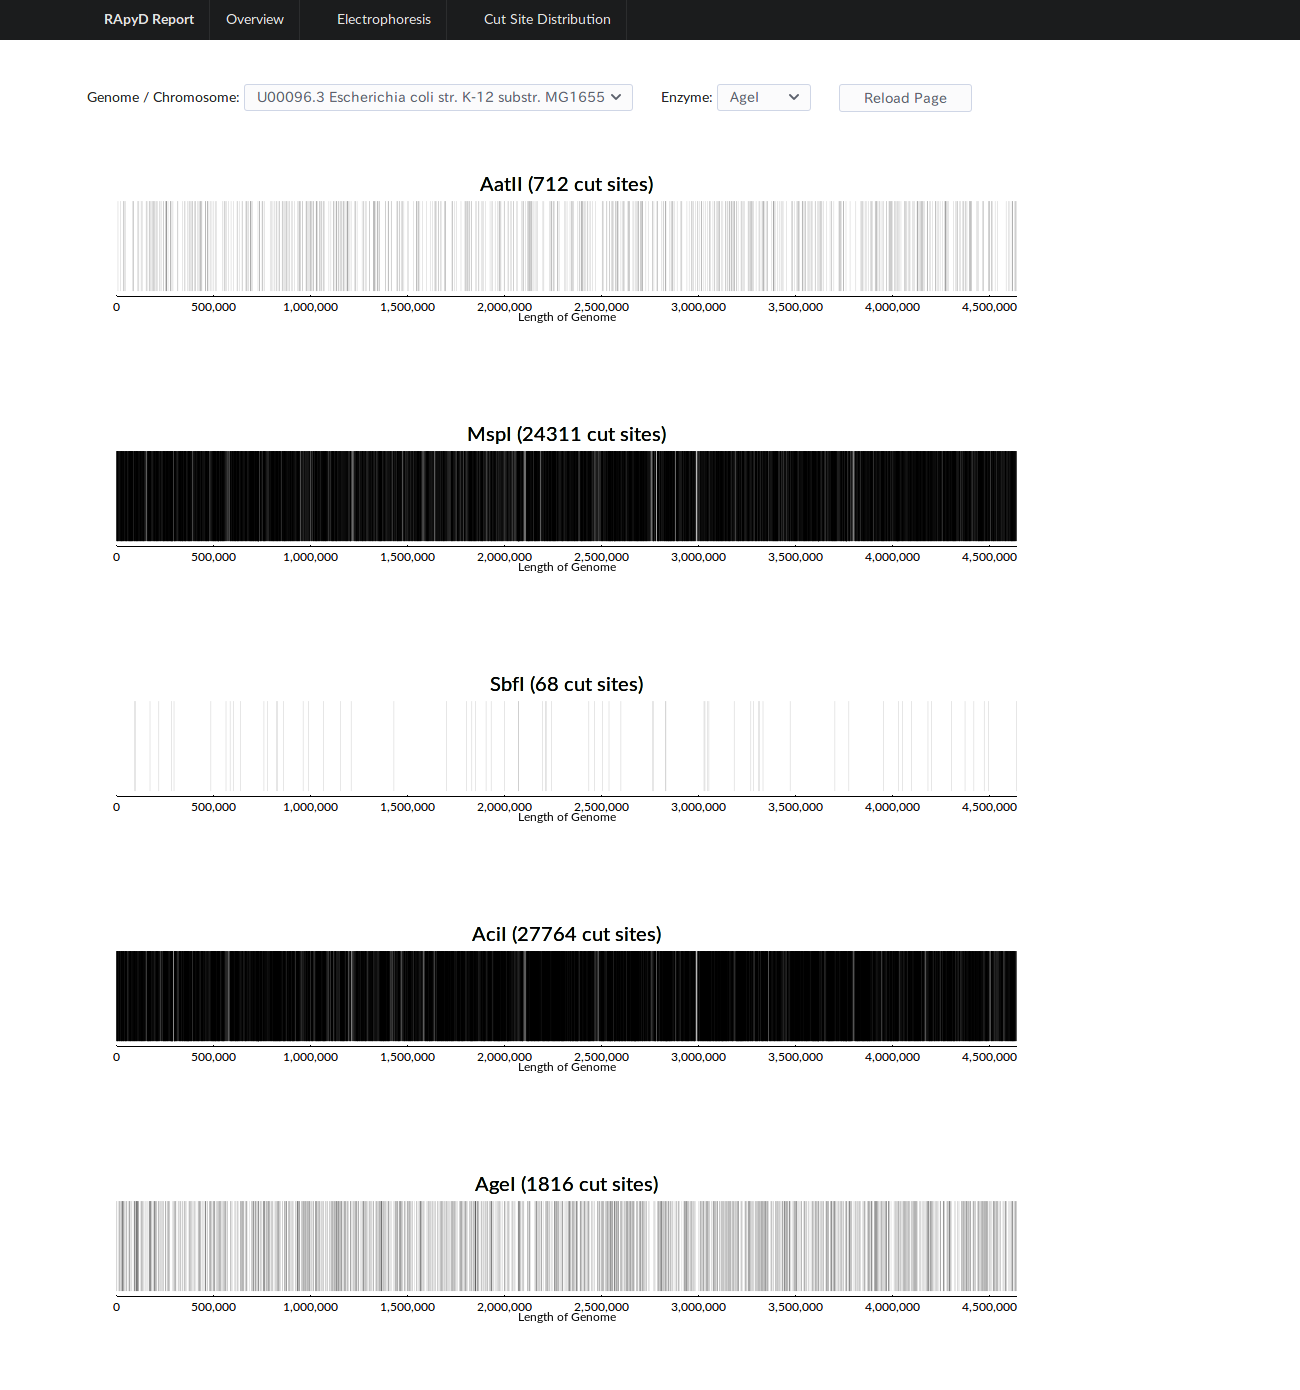 RApyD Report Overview Electrophoresis Cut Site Distribution
Genome / Chromosome: U00096.3 Escherichia coli str. K-12 substr. MG1655 Enzyme: AgeI Reload Page
AatII (712 cut sites)
0 500,000 1,000,000 1,500,000 2,000,000 2,500,000 3,000,000 3,500,000 4,000,000 4,500,000
Length of Genome
MspI (24311 cut sites)
0 500,000 1,000,000 1,500,000 2,000,000 2,500,000 3,000,000 3,500,000 4,000,000 4,500,000
Length of Genome
SbfI (68 cut sites)
0 500,000 1,000,000 1,500,000 2,000,000 2,500,000 3,000,000 3,500,000 4,000,000 4,500,000
Length of Genome
AciI (27764 cut sites)
0 500,000 1,000,000 1,500,000 2,000,000 2,500,000 3,000,000 3,500,000 4,000,000 4,500,000
Length of Genome
AgeI (1816 cut sites)
0 500,000 1,000,000 1,500,000 2,000,000 2,500,000 3,000,000 3,500,000 4,000,000 4,500,000
Length of Genome